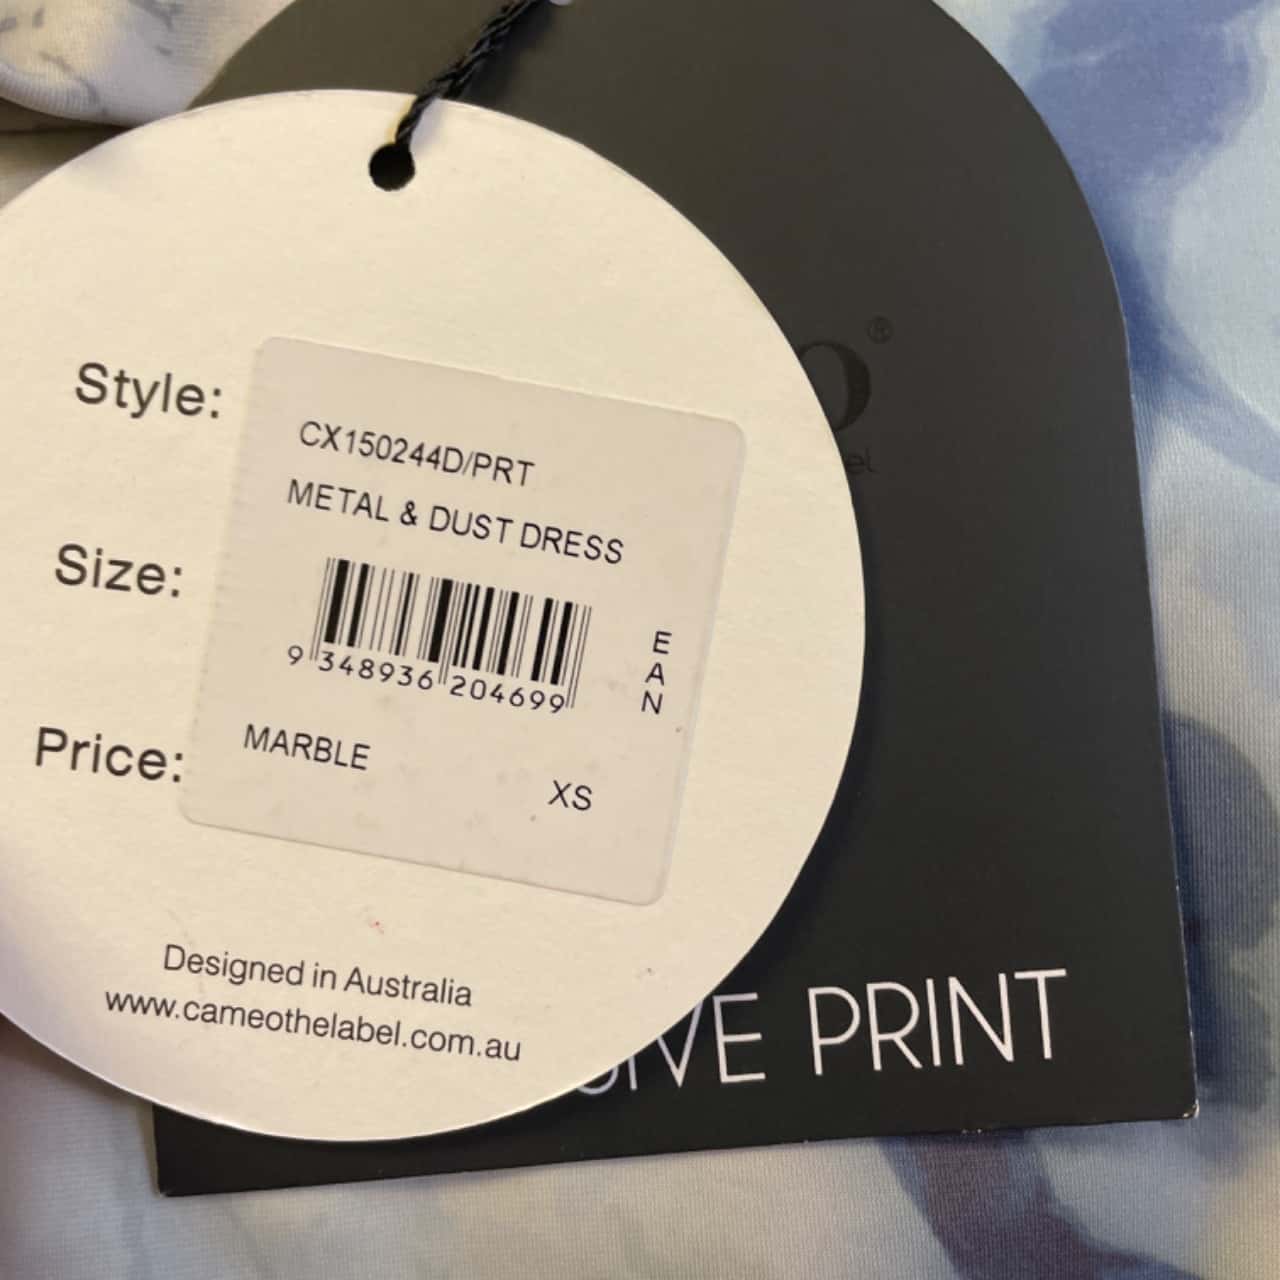 Style:
CX150244D/PRT
METAL & DUST DRESS
Size:
9 348936 204699
EAN
Price:
MARBLE
XS
Designed in Australia
www.cameothelabel.com.au
®
PRINT